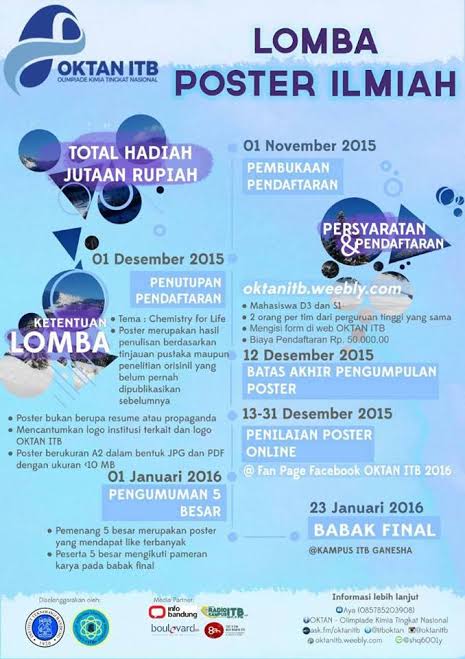 OKTAN ITB
OLIMPIADE KIMIA TINGKAT NASIONAL
LOMBA
POSTER ILMIAH
TOTAL HADIAH
JUTAAN RUPIAH
01 November 2015
PEMBUKAAN
PENDAFTARAN
PERSYARATAN
& PENDAFTARAN
01 Desember 2015
PENUTUPAN
PENDAFTARAN
oktanitb.weebly.com
• Mahasiswa D3 dan S1
• 2 orang per tim dari perguruan tinggi yang sama
• Mengisi form di web OKTAN ITB
• Biaya Pendaftaran Rp. 50.000.00
KETENTUAN
LOMBA
• Tema : Chemistry for Life
• Poster merupakan hasil
penulisan berdasarkan
tinjauan pustaka maupun
penelitian orisinil yang
belum pernah
dipublikasikan
sebelumnya
• Poster bukan berupa resume atau propaganda
• Mencantumkan logo institusi terkait dan logo
OKTAN ITB
• Poster berukuran A2 dalam bentuk JPG dan PDF
dengan ukuran <10 MB
12 Desember 2015
BATAS AKHIR PENGUMPULAN
POSTER
13-31 Desember 2015
PENILAIAN POSTER
ONLINE
@ Fan Page Facebook OKTAN ITB 2016
01 Januari 2016
PENGUMUMAN 5
BESAR
• Pemenang 5 besar merupakan poster
yang mendapat like terbanyak
• Peserta 5 besar mengikuti pameran
karya pada babak final
23 Januari 2016
BABAK FINAL
@KAMPUS ITB GANESHA
Diselenggarakan oleh:
Media Partner:
info
bandung
RADIO ITB
KAMPUS
boulevard
8eh
Informasi lebih lanjut
Aya (085785203908)
OKTAN - Olimpiade Kimia Tingkat Nasional
ask.fm/oktanitb @itboktan @oktanitb
oktanitb.weebly.com @shq6001y